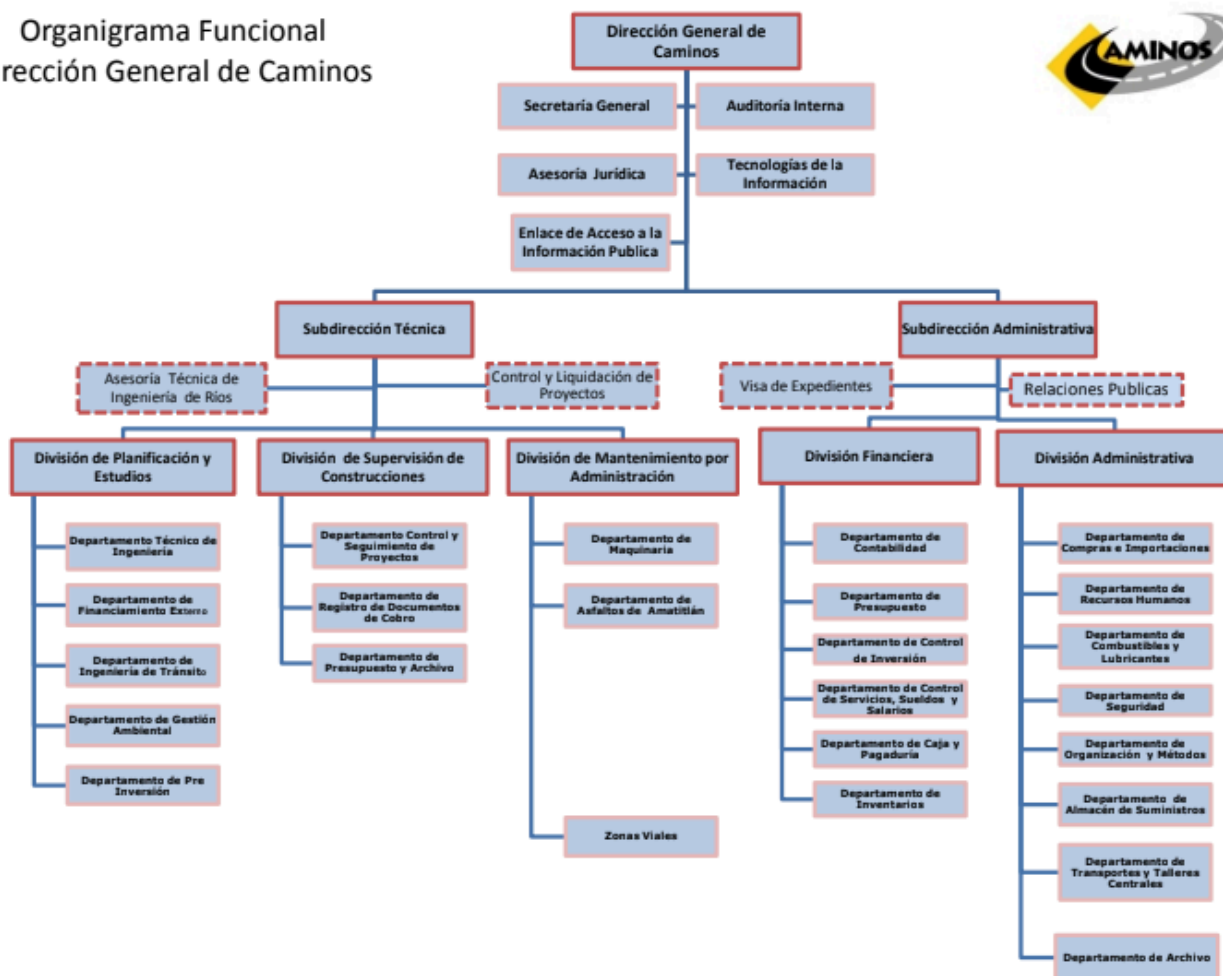 Organigrama Funcional
rección General de Caminos
CAMINOS
Dirección General de
Caminos
Secretaría General
Auditoría Interna
Asesoría Jurídica
Tecnologías de la
Información
Enlace de Acceso a la
Información Publica
Subdirección Técnica
Subdirección Administrativa
Asesoría Técnica de
Ingeniería de Ríos
Control y Liquidación de
Proyectos
Visa de Expedientes
Relaciones Publicas
División de Planificación y
Estudios
División de Supervisión de
Construcciones
División de Mantenimiento por
Administración
División Financiera
División Administrativa
Departamento Técnico de
Ingeniería
Departamento de
Financiamiento Externo
Departamento de
Ingeniería de Tránsito
Departamento de Gestión
Ambiental
Departamento de Pre
Inversión
Departamento Control y
Seguimiento de
Proyectos
Departamento de
Registro de Documentos
de Cobro
Departamento de
Presupuesto y Archivo
Departamento de
Maquinaria
Departamento de
Asfaltos de Amatitlán
Zonas Viales
Departamento de
Contabilidad
Departamento de
Presupuesto
Departamento de Control
de Inversión
Departamento de Control
de Servicios, Sueldos y
Salarios
Departamento de Caja y
Pagaduría
Departamento de
Inventarios
Departamento de
Compras e Importaciones
Departamento de
Recursos Humanos
Departamento de
Combustibles y
Lubricantes
Departamento de
Seguridad
Departamento de
Organización y Métodos
Departamento de
Almacén de Suministros
Departamento de
Transportes y Talleres
Centrales
Departamento de Archivo